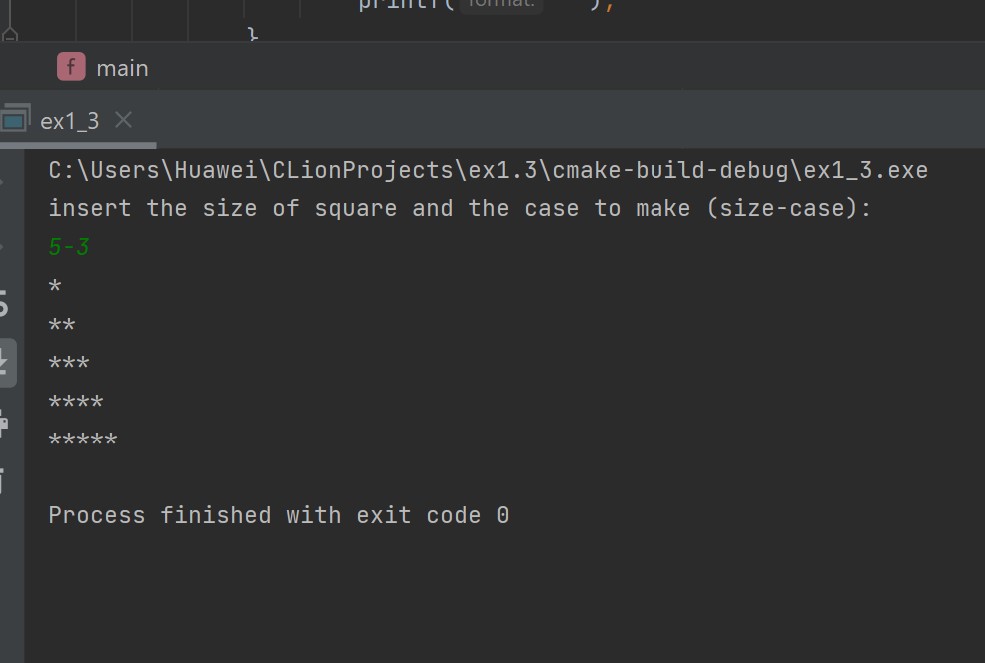 printf( format: " ");
}
f main
ex1_3
C:\Users\Huawei\CLionProjects\ex1.3\cmake-build-debug\ex1_3.exe
insert the size of square and the case to make (size-case):
5-3
*
**
***
****
*****
Process finished with exit code 0